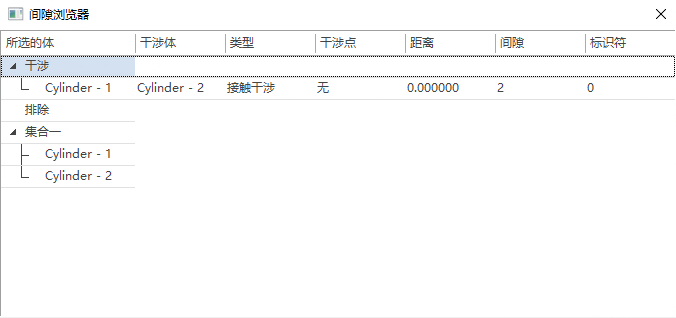 间隙浏览器
所选的体 干涉体 类型 干涉点 距离 间隙 标识符
干涉
Cylinder - 1 Cylinder - 2 接触干涉 无 0.000000 2 0
排除
集合一
Cylinder - 1
Cylinder - 2